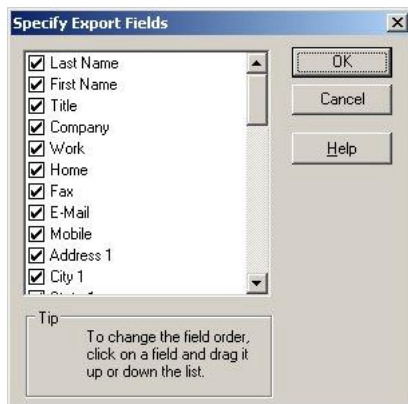 Specify Export Fields
Last Name
First Name
Title
Company
Work
Home
Fax
E-Mail
Mobile
Address 1
City 1
OK
Cancel
Help
Tip
To change the field order,
click on a field and drag it
up or down the list.